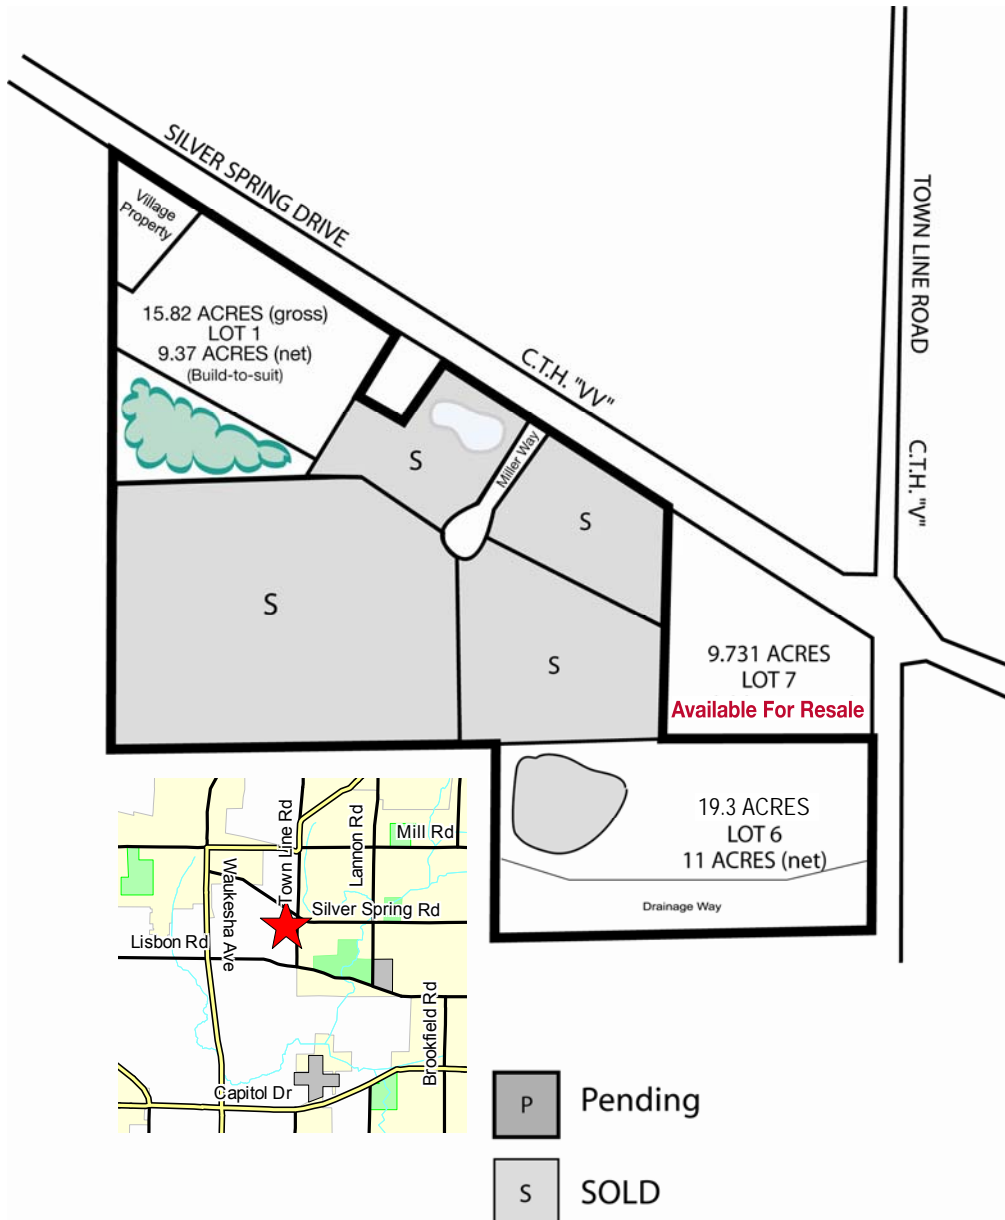 SILVER SPRING DRIVE
Village
Property
15.82 ACRES (gross)
LOT 1
9.37 ACRES (net)
(Build-to-suit)
C.T.H. "VV"
TOWN LINE ROAD
C.T.H. "V"
S
Miller Way
S
S
S
9.731 ACRES
LOT 7
Available For Resale
19.3 ACRES
LOT 6
11 ACRES (net)
Drainage Way
Town Line Rd
Lannon Rd
Mill Rd
Waukesha Ave
Silver Spring Rd
Lisbon Rd
Brookfield Rd
Capitol Dr
P Pending
S SOLD